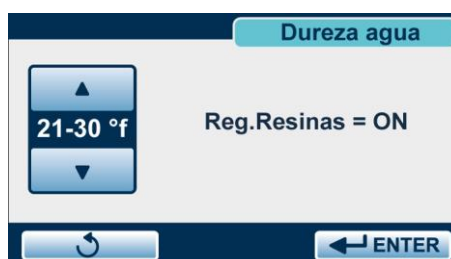 Dureza agua
21-30 °f
Reg.Resinas = ON
ENTER